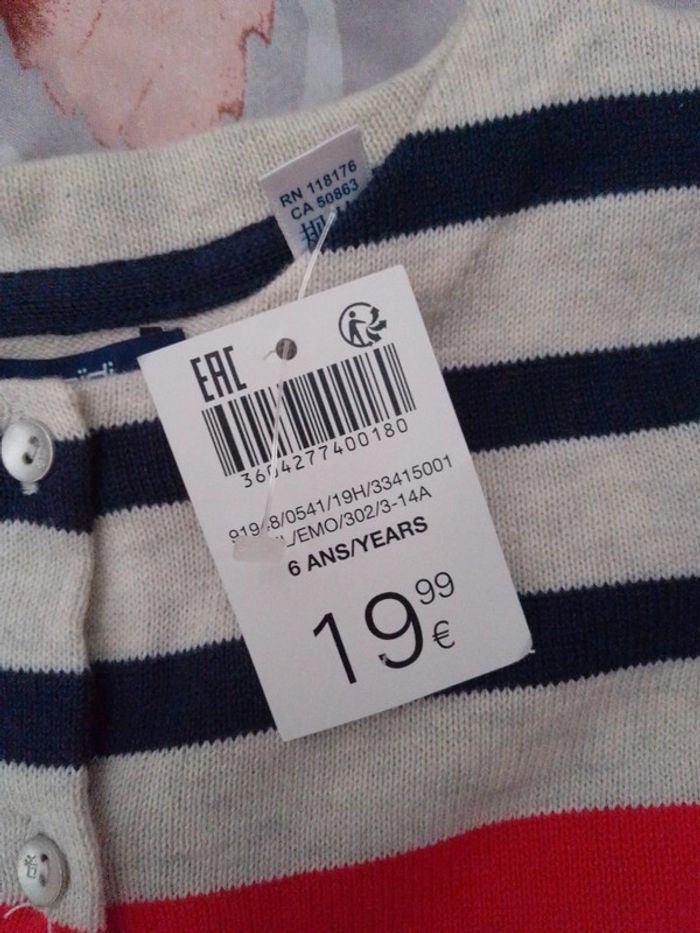 RN 118176
CA 50863
EAC
3604277400180
/0541/19H/33415001
/EMO/302/3-14A
6 ANS/YEARS
19 99
€